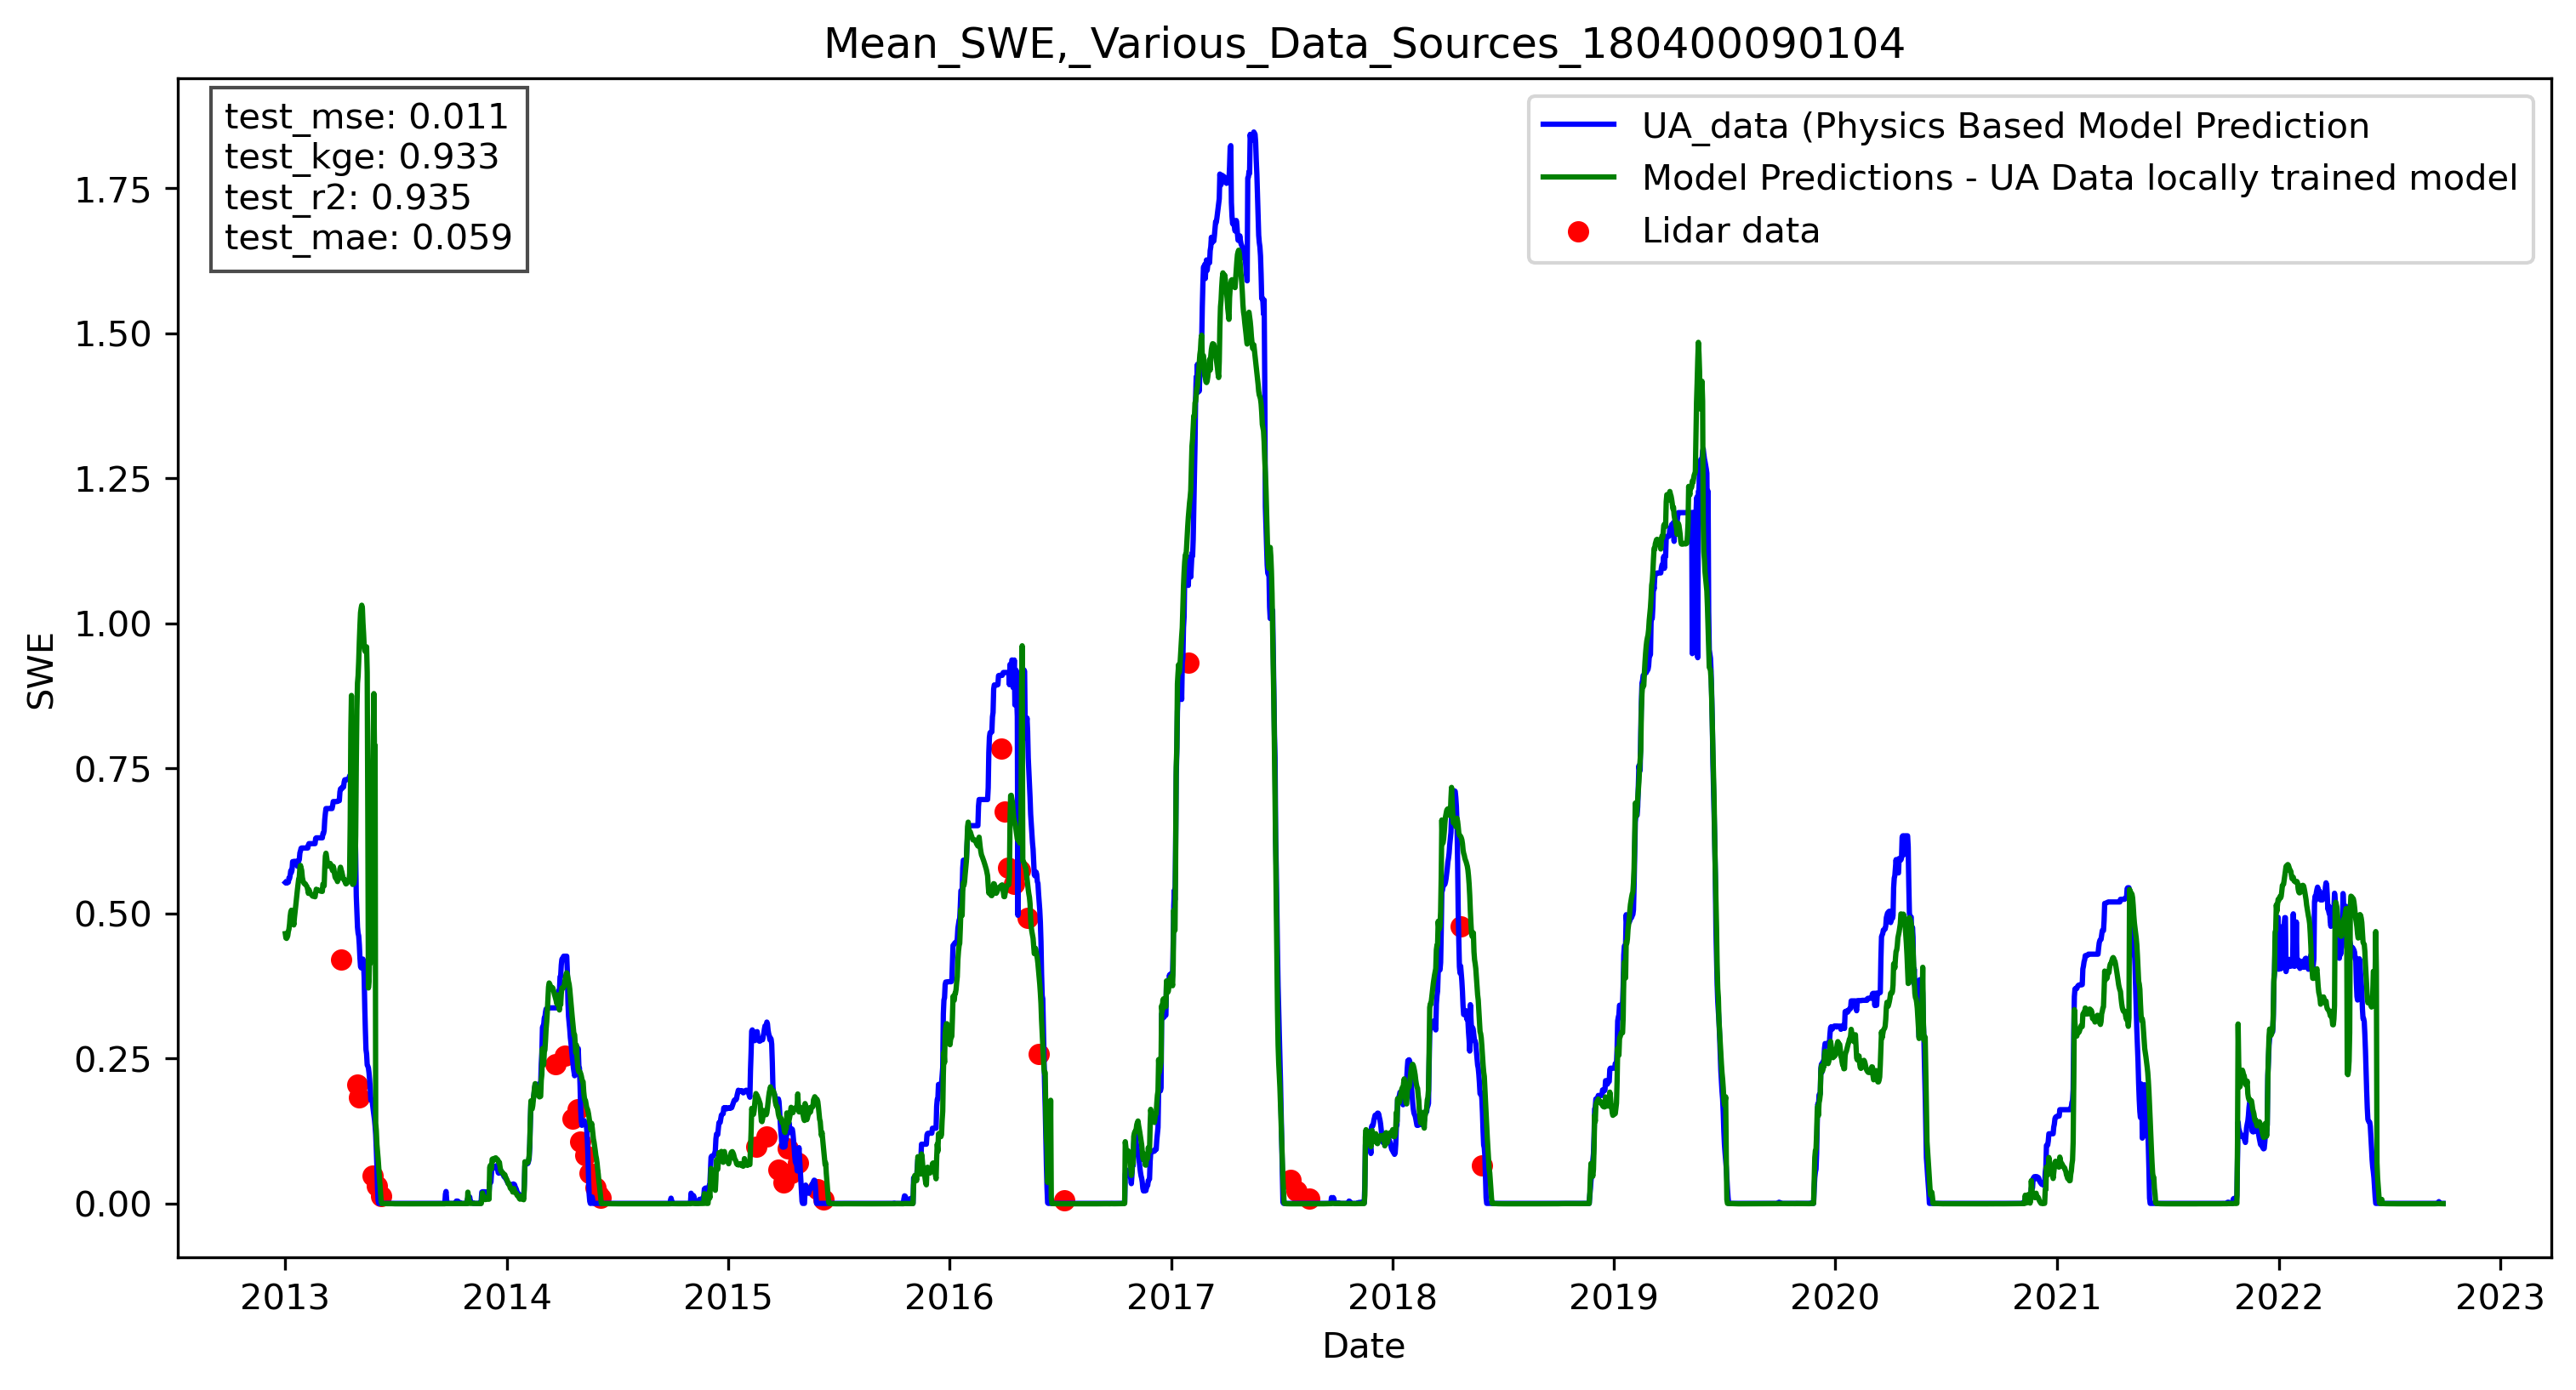 Mean_SWE,_Various_Data_Sources_180400090104
test_mse: 0.011
test_kge: 0.933
test_r2: 0.935
test_mae: 0.059
UA_data (Physics Based Model Prediction
Model Predictions - UA Data locally trained model
Lidar data
1.75
1.50
1.25
1.00
0.75
0.50
0.25
0.00
SWE
2013 2014 2015 2016 2017 2018 2019 2020 2021 2022 2023
Date